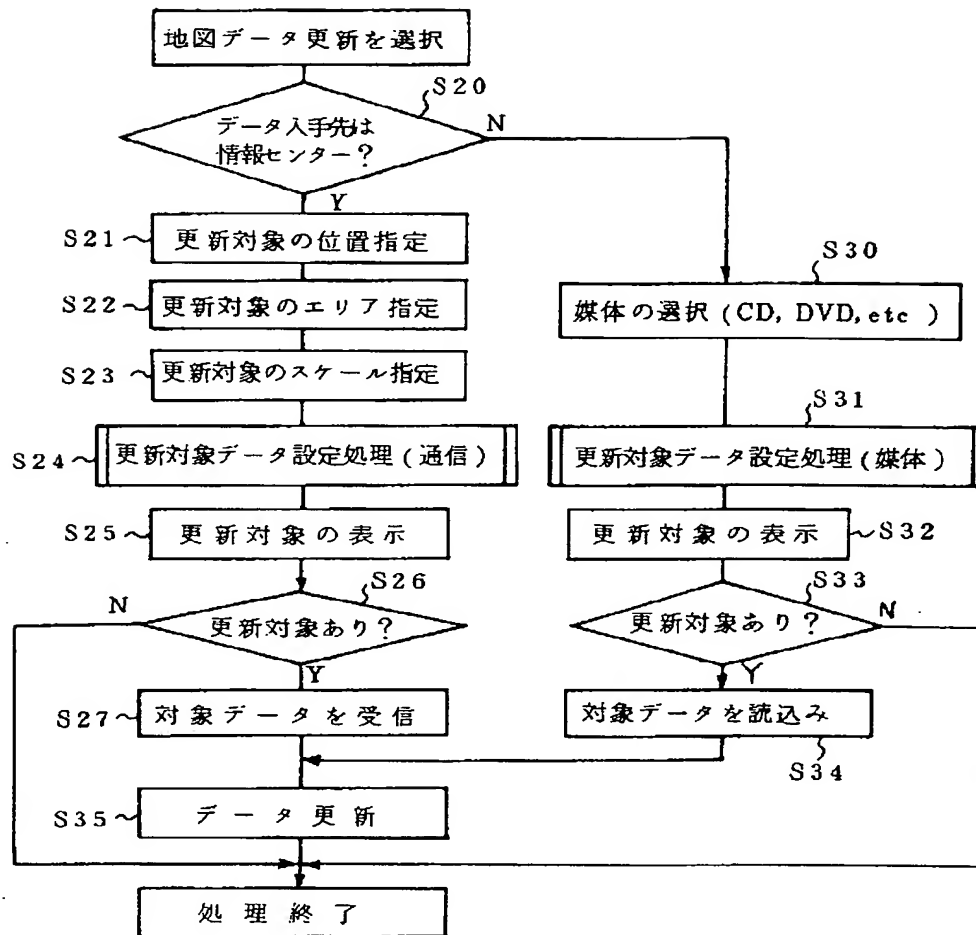 地図データ更新を選択
S20
データ入手先は
情報センター?
N
Y
S21
更新対象の位置指定
S22
更新対象のエリア指定
S23
更新対象のスケール指定
S24
更新対象データ設定処理(通信)
S25
更新対象の表示
S26
N
更新対象あり?
Y
S27
対象データを受信
S30
媒体の選択(CD, DVD, etc )
S31
更新対象データ設定処理(媒体)
更新対象の表示
S32
S33
更新対象あり?
N
Y
対象データを読込み
S34
S35
データ更新
処理終了